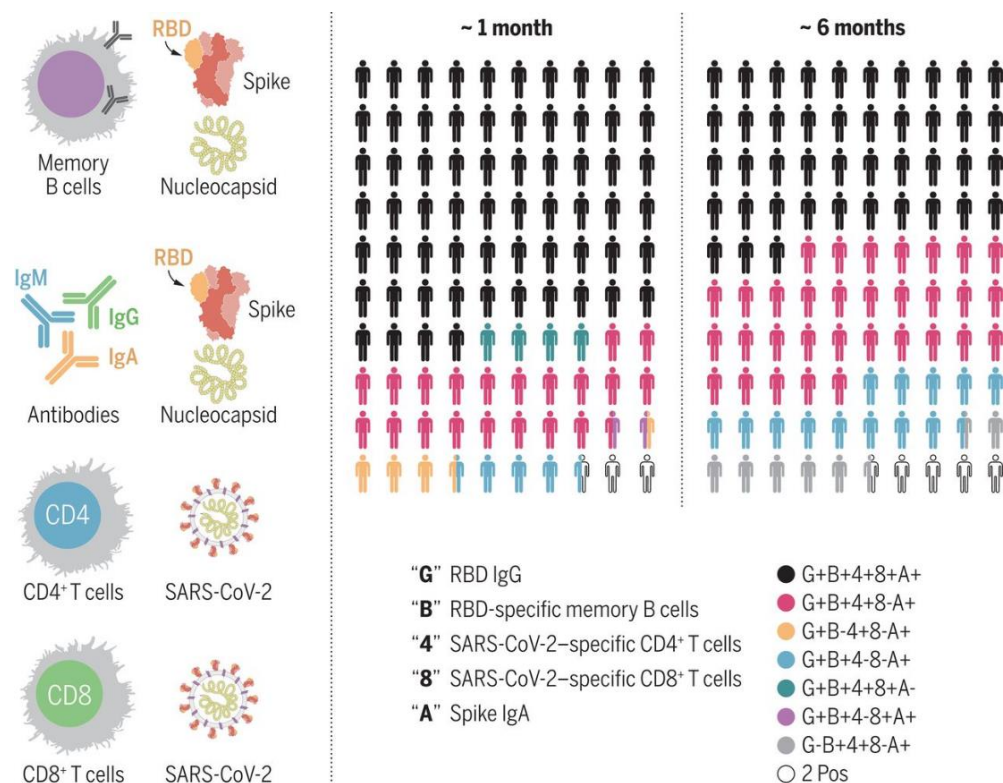 RBD
Spike
Memory
B cells
Nucleocapsid
IgM
IgG
IgA
Antibodies
RBD
Spike
Nucleocapsid
CD4
CD4⁺ T cells
SARS-CoV-2
CD8
CD8⁺ T cells
SARS-CoV-2
~ 1 month
~ 6 months
“G” RBD IgG
“B” RBD-specific memory B cells
“4” SARS-CoV-2–specific CD4⁺ T cells
“8” SARS-CoV-2–specific CD8⁺ T cells
“A” Spike IgA
G+B+4+8+A+
G+B+4+8-A+
G+B-4+8-A+
G+B+4-8-A+
G+B+4+8+A-
G+B+4-8+A+
G-B+4+8-A+
2 Pos